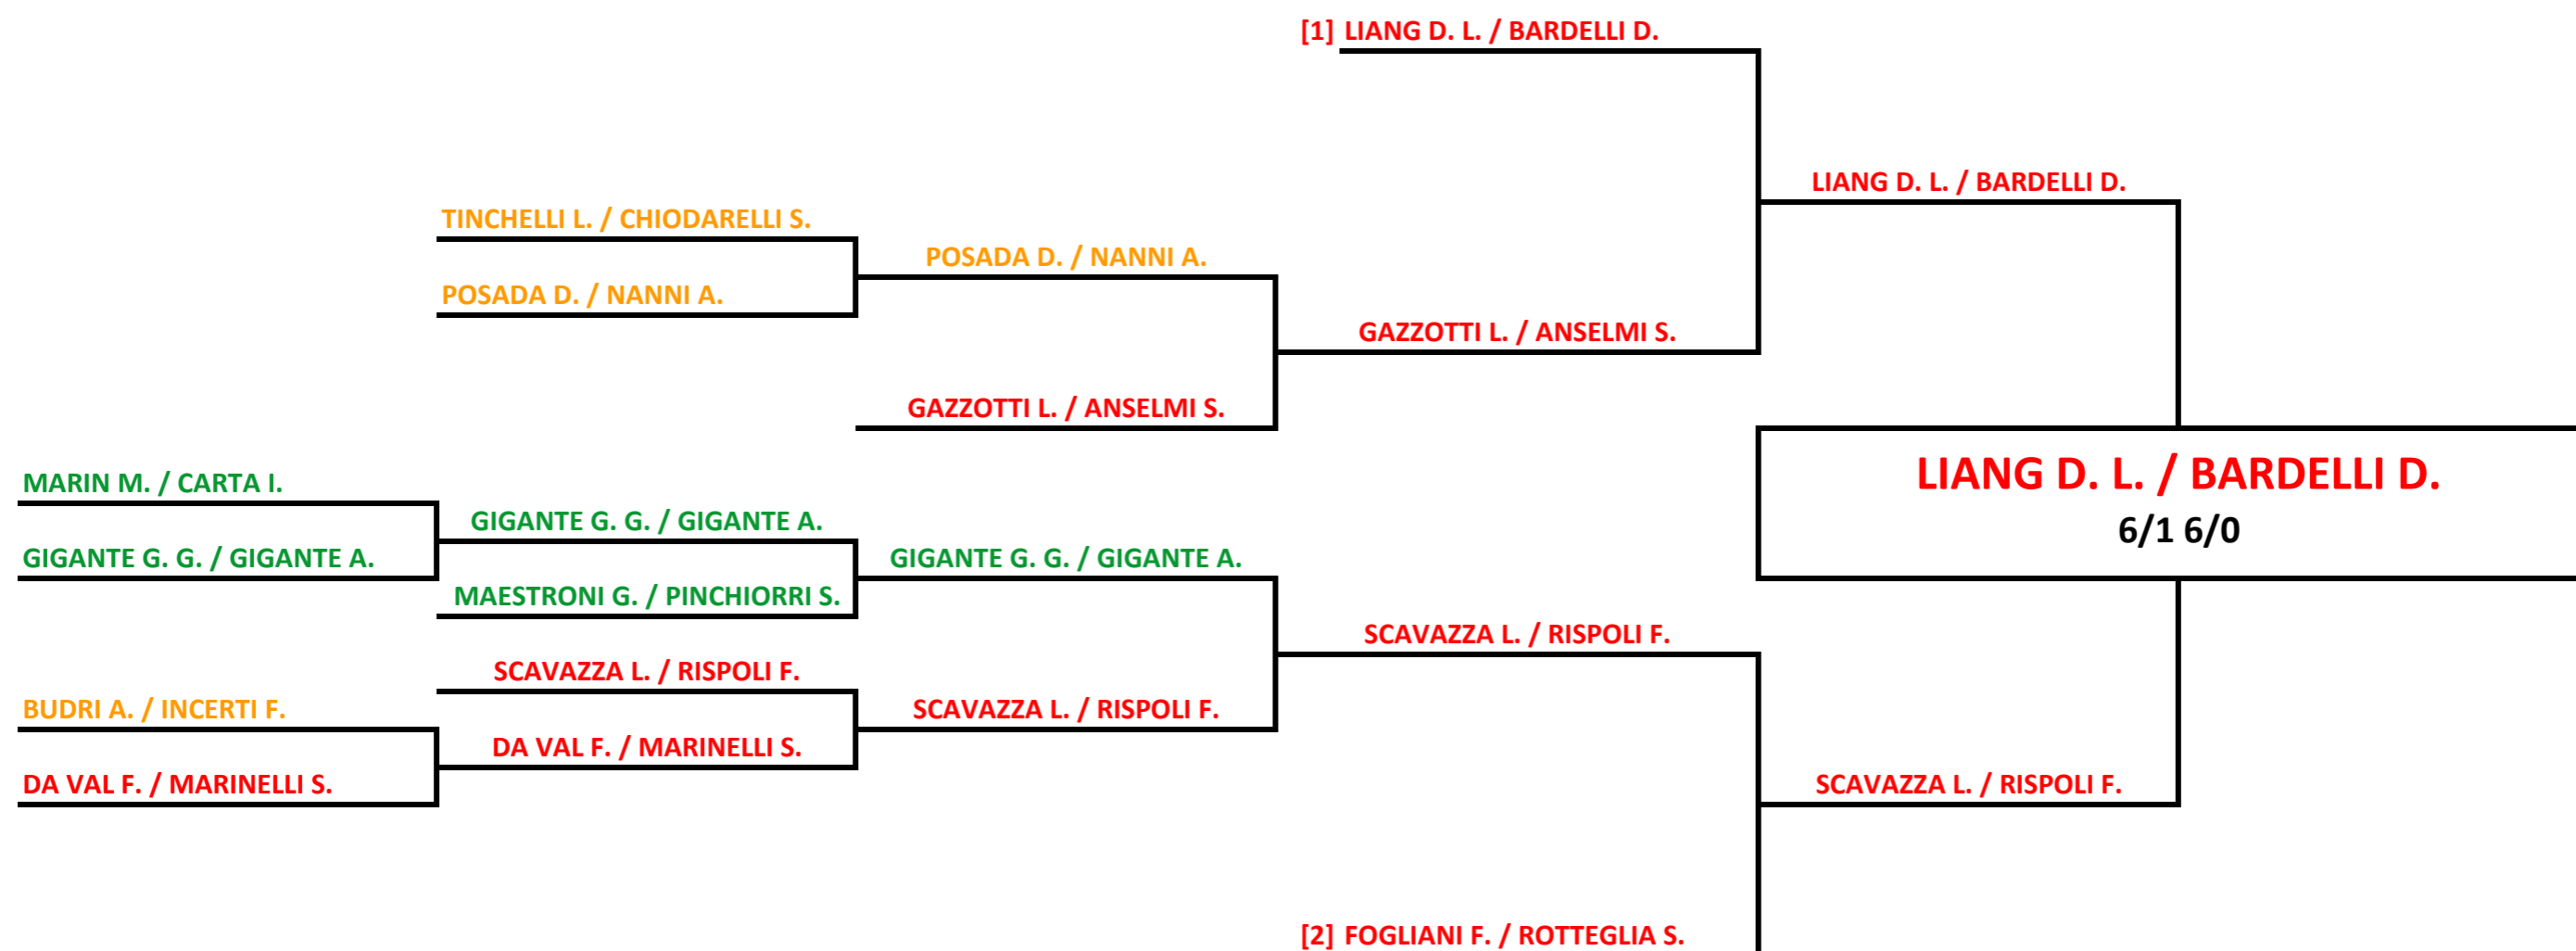 [1] LIANG D. L. / BARDELLI D.
LIANG D. L. / BARDELLI D.
TINCHELLI L. / CHIODARELLI S.
POSADA D. / NANNI A.
POSADA D. / NANNI A.
GAZZOTTI L. / ANSELMI S.
GAZZOTTI L. / ANSELMI S.
LIANG D. L. / BARDELLI D.
6/1 6/0
MARIN M. / CARTA I.
GIGANTE G. G. / GIGANTE A.
GIGANTE G. G. / GIGANTE A.
GIGANTE G. G. / GIGANTE A.
MAESTRONI G. / PINCHIORRI S.
SCAVAZZA L. / RISPOLI F.
SCAVAZZA L. / RISPOLI F.
BUDRI A. / INCERTI F.
SCAVAZZA L. / RISPOLI F.
DA VAL F. / MARINELLI S.
DA VAL F. / MARINELLI S.
SCAVAZZA L. / RISPOLI F.
[2] FOGLIANI F. / ROTTEGLIA S.